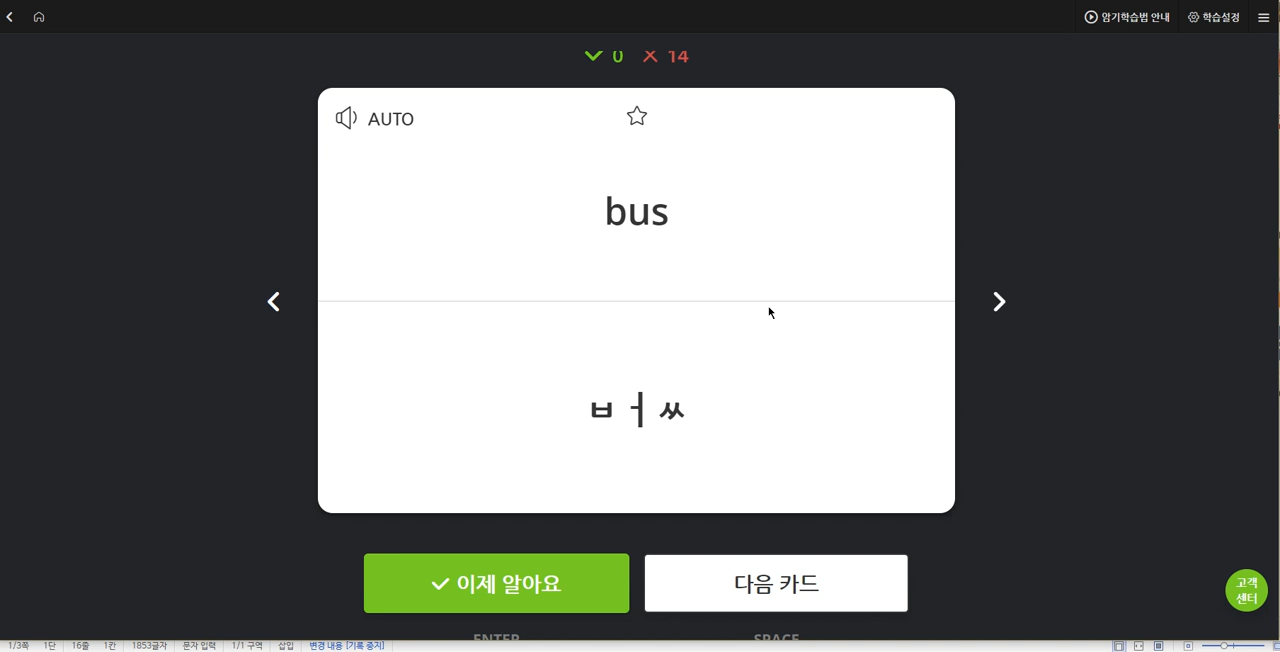 암기학습법 안내 학습설정
0 14
AUTO
bus
ㅂ ㅓ ㅆ
이제 알아요 다음 카드
고객
센터
ENTER SPACE
1/3쪽 1단 16줄 1칸 1853글자 문자 입력 1/1 구역 삽입 변경 내용 [기록 중지]